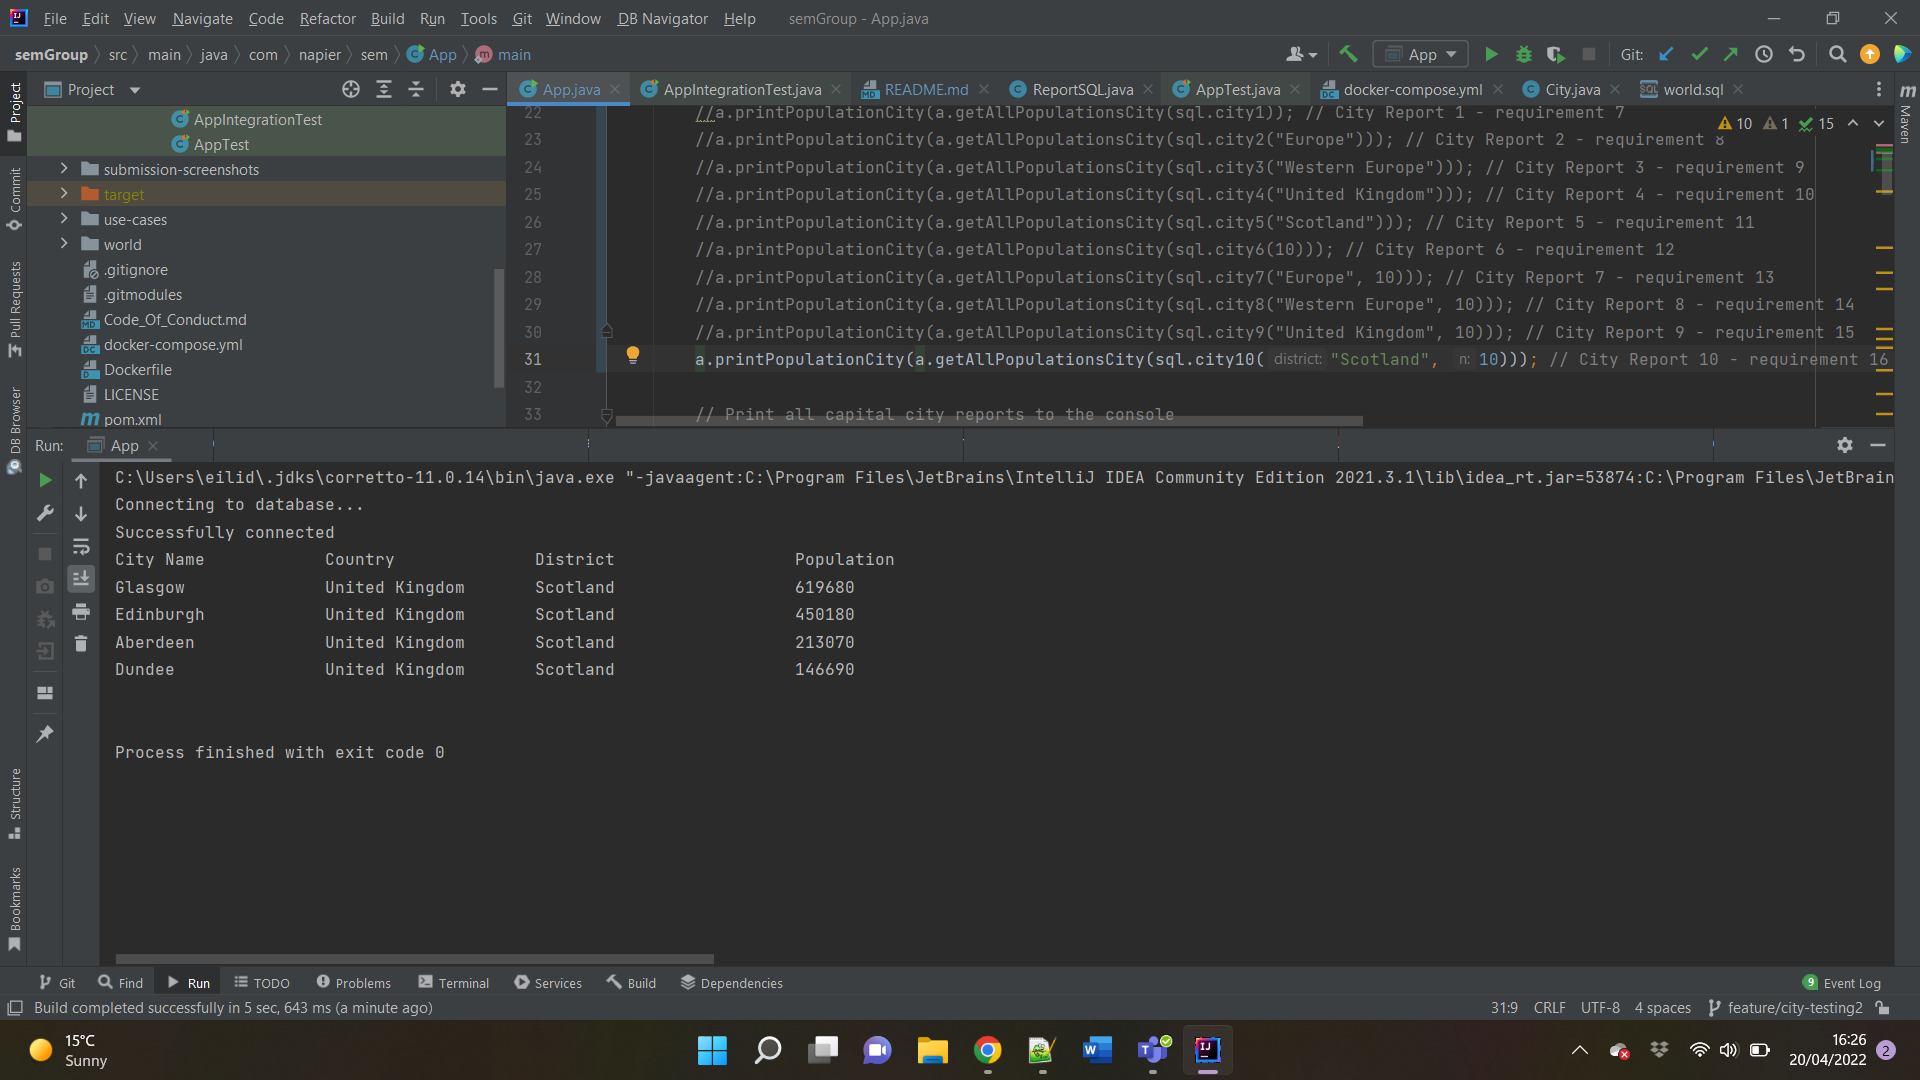 File Edit View Navigate Code Refactor Build Run Tools Git Window DB Navigator Help semGroup - App.java
semGroup src main java com napier sem App main App Git:
Project App.java AppIntegrationTest.java README.md ReportSQL.java AppTest.java docker-compose.yml City.java world.sql
AppIntegrationTest
AppTest
submission-screenshots
target
use-cases
world
.gitignore
.gitmodules
Code_Of_Conduct.md
docker-compose.yml
Dockerfile
LICENSE
pom.xml
10 1 15
22 //a.printPopulationCity(a.getAllPopulationsCity(sql.city1)); // City Report 1 - requirement 7
23 //a.printPopulationCity(a.getAllPopulationsCity(sql.city2("Europe"))); // City Report 2 - requirement 8
24 //a.printPopulationCity(a.getAllPopulationsCity(sql.city3("Western Europe"))); // City Report 3 - requirement 9
25 //a.printPopulationCity(a.getAllPopulationsCity(sql.city4("United Kingdom"))); // City Report 4 - requirement 10
26 //a.printPopulationCity(a.getAllPopulationsCity(sql.city5("Scotland"))); // City Report 5 - requirement 11
27 //a.printPopulationCity(a.getAllPopulationsCity(sql.city6(10))); // City Report 6 - requirement 12
28 //a.printPopulationCity(a.getAllPopulationsCity(sql.city7("Europe", 10))); // City Report 7 - requirement 13
29 //a.printPopulationCity(a.getAllPopulationsCity(sql.city8("Western Europe", 10))); // City Report 8 - requirement 14
30 //a.printPopulationCity(a.getAllPopulationsCity(sql.city9("United Kingdom", 10))); // City Report 9 - requirement 15
31 a.printPopulationCity(a.getAllPopulationsCity(sql.city10( district: "Scotland", n: 10))); // City Report 10 - requirement 16
32
33 // Print all capital city reports to the console
Project
Commit
Pull Requests
DB Browser
Structure
Bookmarks
Maven
Run: App
C:\Users\eilid\.jdks\corretto-11.0.14\bin\java.exe "-javaagent:C:\Program Files\JetBrains\IntelliJ IDEA Community Edition 2021.3.1\lib\idea_rt.jar=53874:C:\Program Files\JetBrain
Connecting to database...
Successfully connected
City Name Country District Population
Glasgow United Kingdom Scotland 619680
Edinburgh United Kingdom Scotland 450180
Aberdeen United Kingdom Scotland 213070
Dundee United Kingdom Scotland 146690
Process finished with exit code 0
Git Find Run TODO Problems Terminal Services Build Dependencies 9 Event Log
Build completed successfully in 5 sec, 643 ms (a minute ago) 31:9 CRLF UTF-8 4 spaces feature/city-testing2
15°C
Sunny
16:26
20/04/2022
2